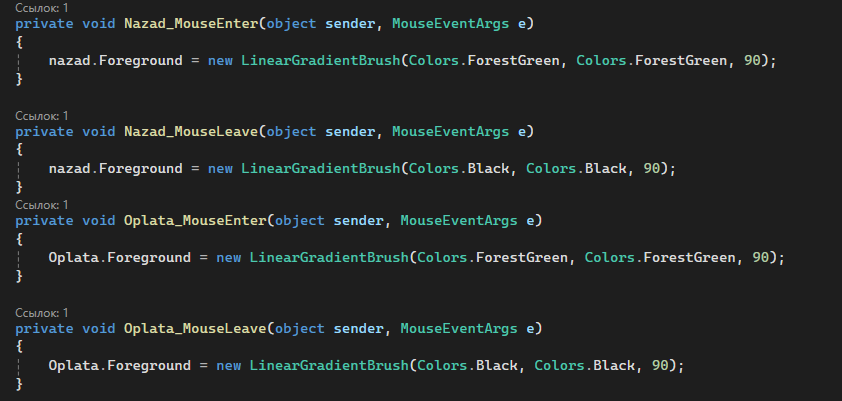 Ссылок: 1
private void Nazad_MouseEnter(object sender, MouseEventArgs e)
{
nazad.Foreground = new LinearGradientBrush(Colors.ForestGreen, Colors.ForestGreen, 90);
}
Ссылок: 1
private void Nazad_MouseLeave(object sender, MouseEventArgs e)
{
nazad.Foreground = new LinearGradientBrush(Colors.Black, Colors.Black, 90);
}
Ссылок: 1
private void Oplata_MouseEnter(object sender, MouseEventArgs e)
{
Oplata.Foreground = new LinearGradientBrush(Colors.ForestGreen, Colors.ForestGreen, 90);
}
Ссылок: 1
private void Oplata_MouseLeave(object sender, MouseEventArgs e)
{
Oplata.Foreground = new LinearGradientBrush(Colors.Black, Colors.Black, 90);
}